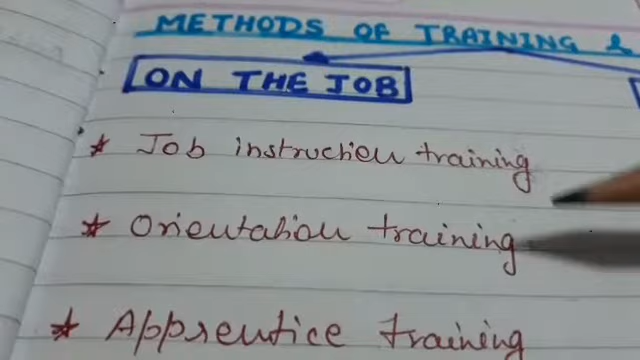 METHODS OF TRAINING &
ON THE JOB
* Job instruction training
* Orientation training
* Apprentice training